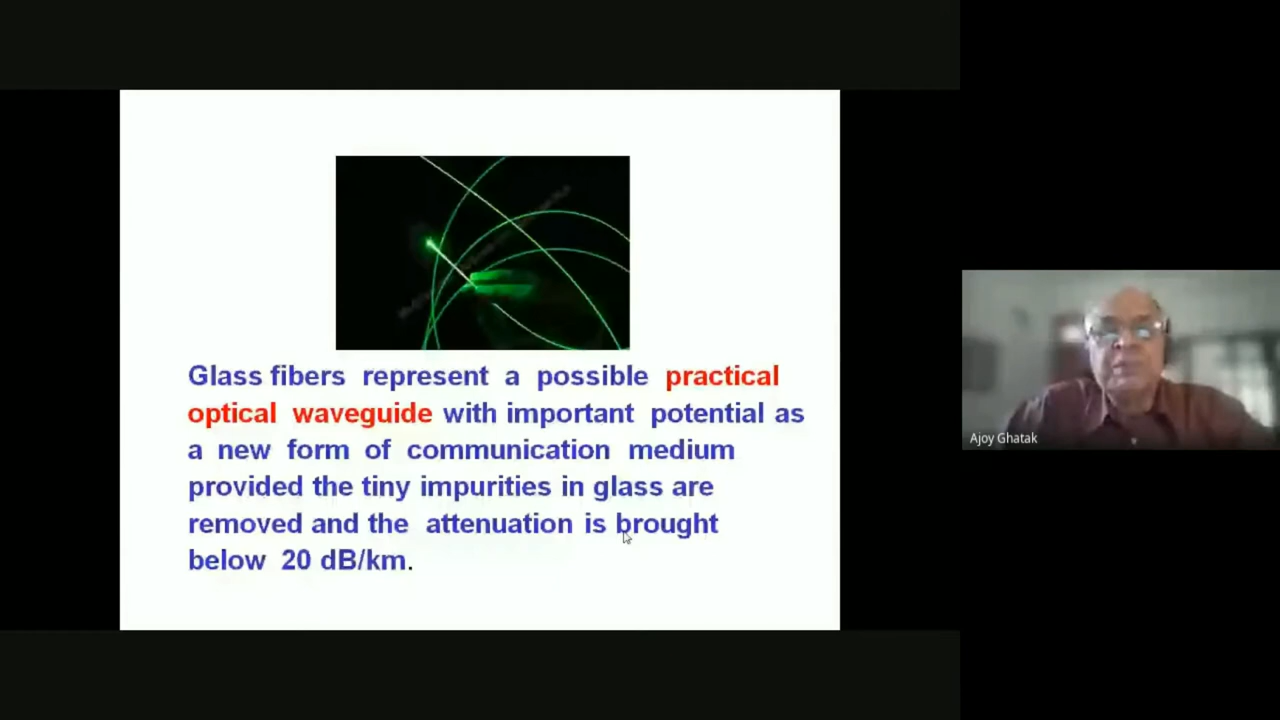 Glass fibers represent a possible practical
optical waveguide with important potential as
a new form of communication medium
provided the tiny impurities in glass are
removed and the attenuation is brought
below 20 dB/km.
Ajoy Ghatak